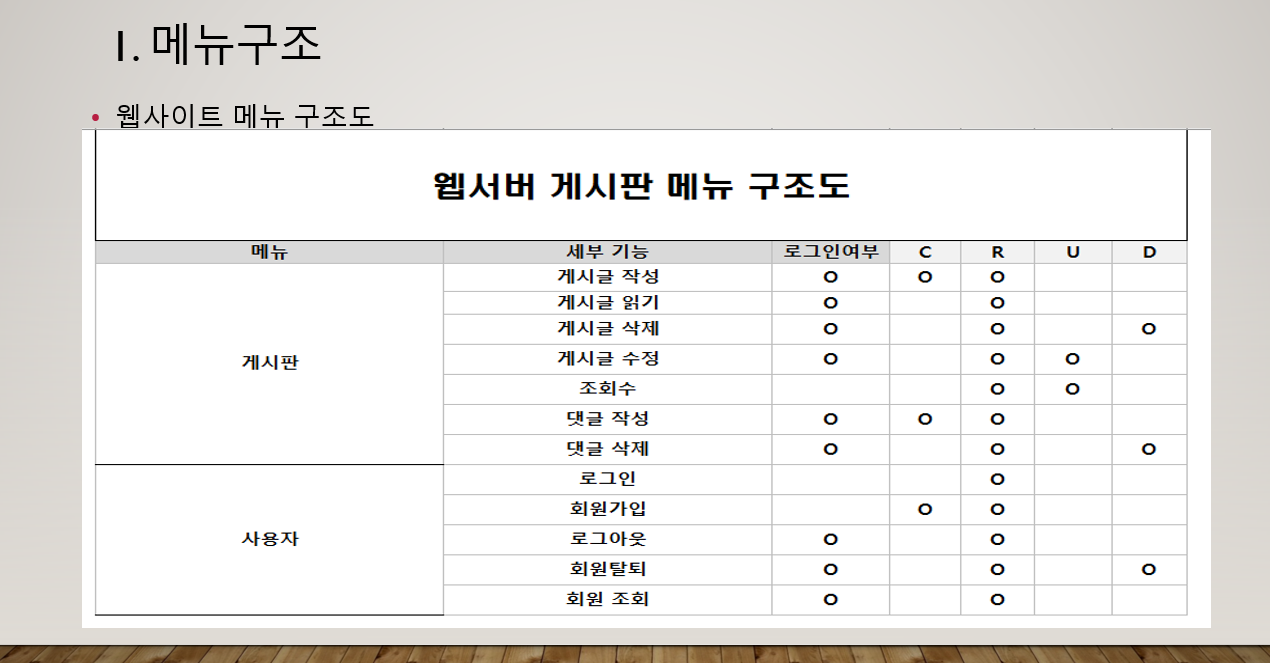 I. 메뉴구조
• 웹사이트 메뉴 구조도
웹서버 게시판 메뉴 구조도
메뉴 세부 기능 로그인여부 C R U D
게시판
게시글 작성 O O O
게시글 읽기 O O
게시글 삭제 O O O
게시글 수정 O O O
조회수 O O
댓글 작성 O O O
댓글 삭제 O O O
사용자
로그인 O
회원가입 O O
로그아웃 O O
회원탈퇴 O O O
회원 조회 O O